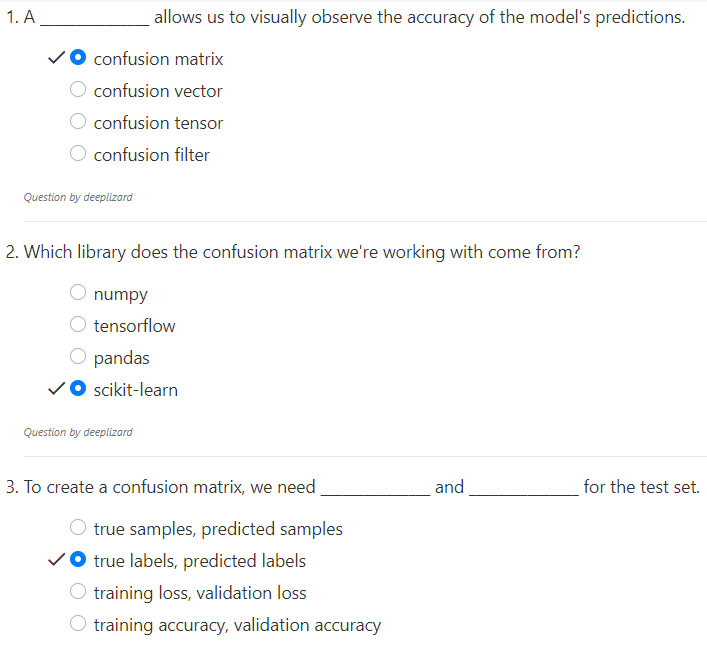 1. A ____________ allows us to visually observe the accuracy of the model's predictions.
confusion matrix
confusion vector
confusion tensor
confusion filter
Question by deeplizard
2. Which library does the confusion matrix we're working with come from?
numpy
tensorflow
pandas
scikit-learn
Question by deeplizard
3. To create a confusion matrix, we need ____________ and ____________ for the test set.
true samples, predicted samples
true labels, predicted labels
training loss, validation loss
training accuracy, validation accuracy